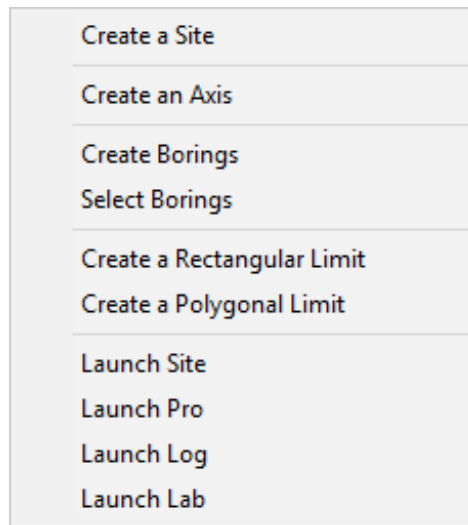 Create a Site
Create an Axis
Create Borings
Select Borings
Create a Rectangular Limit
Create a Polygonal Limit
Launch Site
Launch Pro
Launch Log
Launch Lab